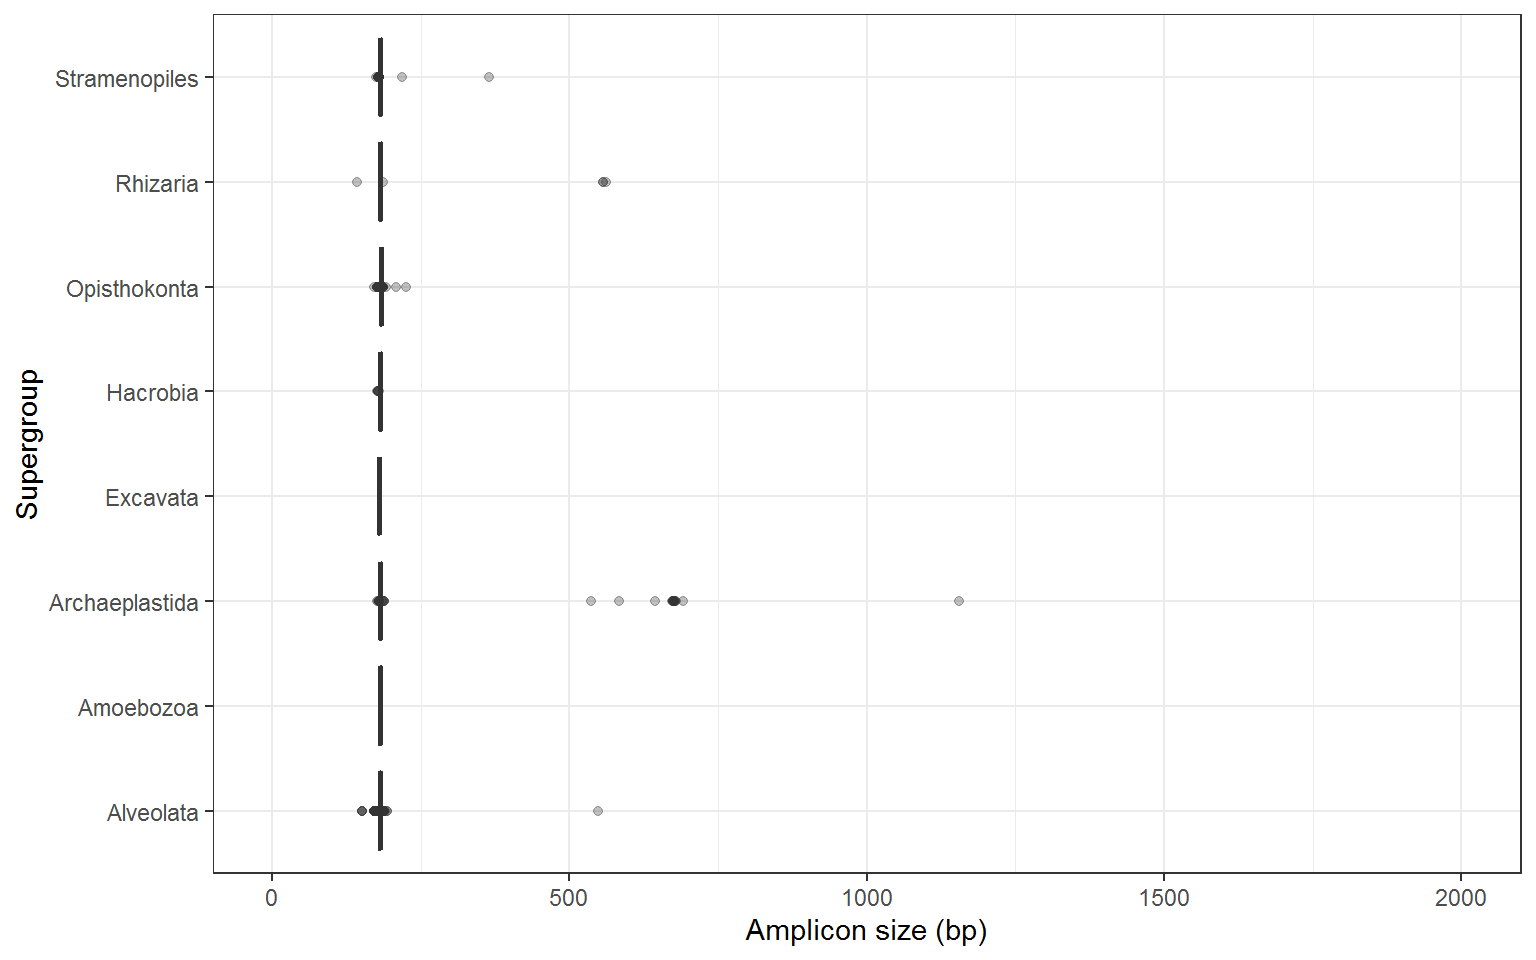 Supergroup
Stramenopiles
Rhizaria
Opisthokonta
Hacrobia
Excavata
Archaeplastida
Amoebozoa
Alveolata
0 500 1000 1500 2000
Amplicon size (bp)